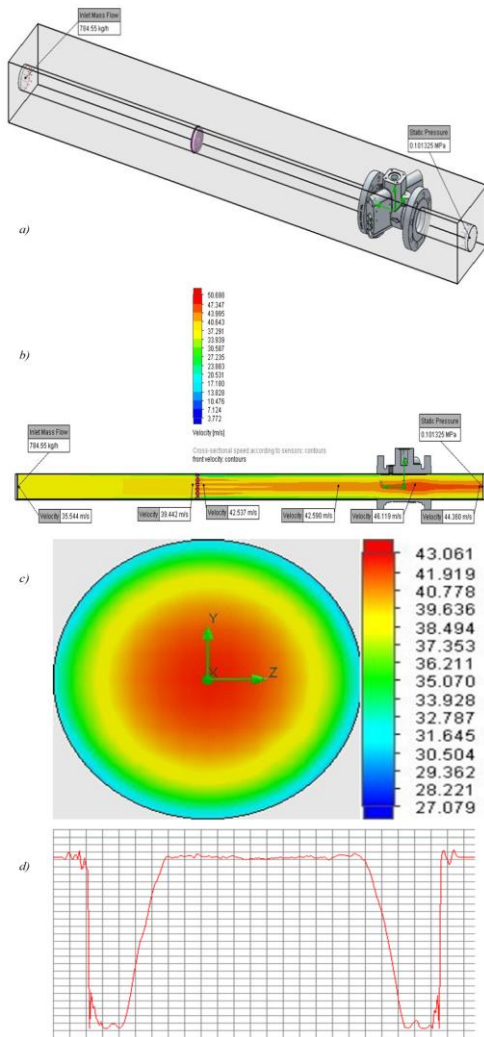 Inlet Mass Flow
784.55 kg/h
Static Pressure
0.101325 MPa
a)
b)
50.698
47.347
43.995
40.643
37.291
33.939
30.587
27.235
23.883
20.531
17.180
13.828
10.476
7.124
3.772
Velocity [m/s]
Cross-sectional speed according to sensors: contours
front velocity: contours
Inlet Mass Flow
784.55 kg/h
Static Pressure
0.101325 MPa
Velocity 35.544 m/s
Velocity 39.442 m/s
Velocity 42.537 m/s
Velocity 42.590 m/s
Velocity 46.119 m/s
Velocity 44.360 m/s
c)
Y
X
Z
43.061
41.919
40.778
39.636
38.494
37.353
36.211
35.070
33.928
32.787
31.645
30.504
29.362
28.221
27.079
d)